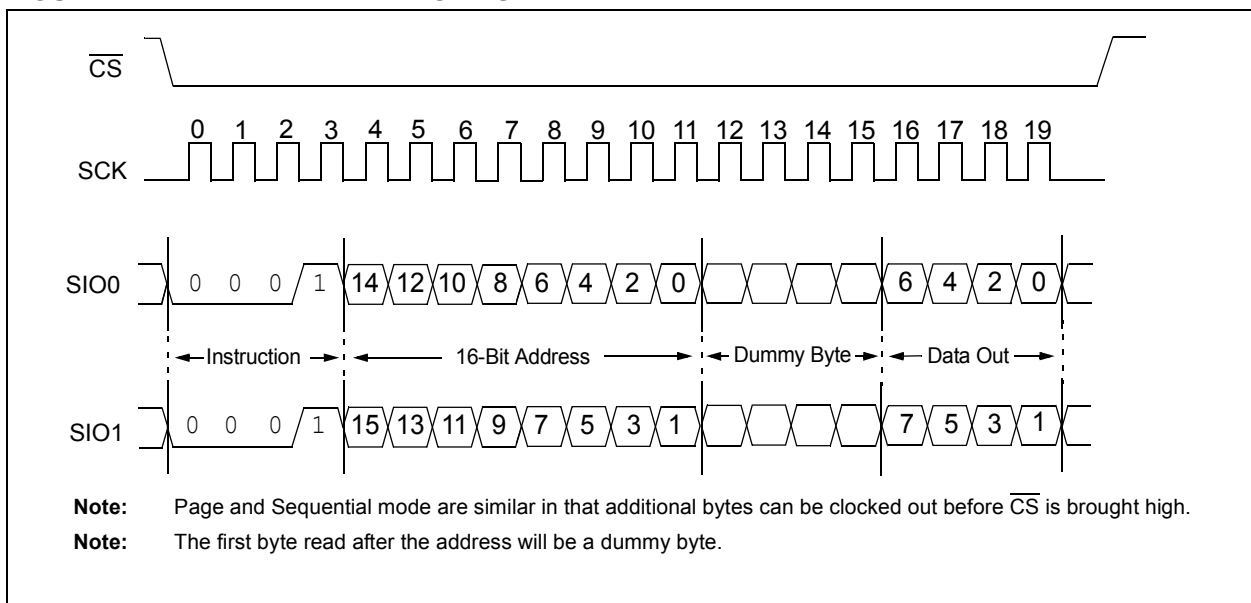 CS
0 1 2 3 4 5 6 7 8 9 10 11 12 13 14 15 16 17 18 19
SCK
SIO0 0 0 0 1 14 12 10 8 6 4 2 0 6 4 2 0
Instruction 16-Bit Address Dummy Byte Data Out
SIO1 0 0 0 1 15 13 11 9 7 5 3 1 7 5 3 1
Note: Page and Sequential mode are similar in that additional bytes can be clocked out before CS is brought high.
Note: The first byte read after the address will be a dummy byte.